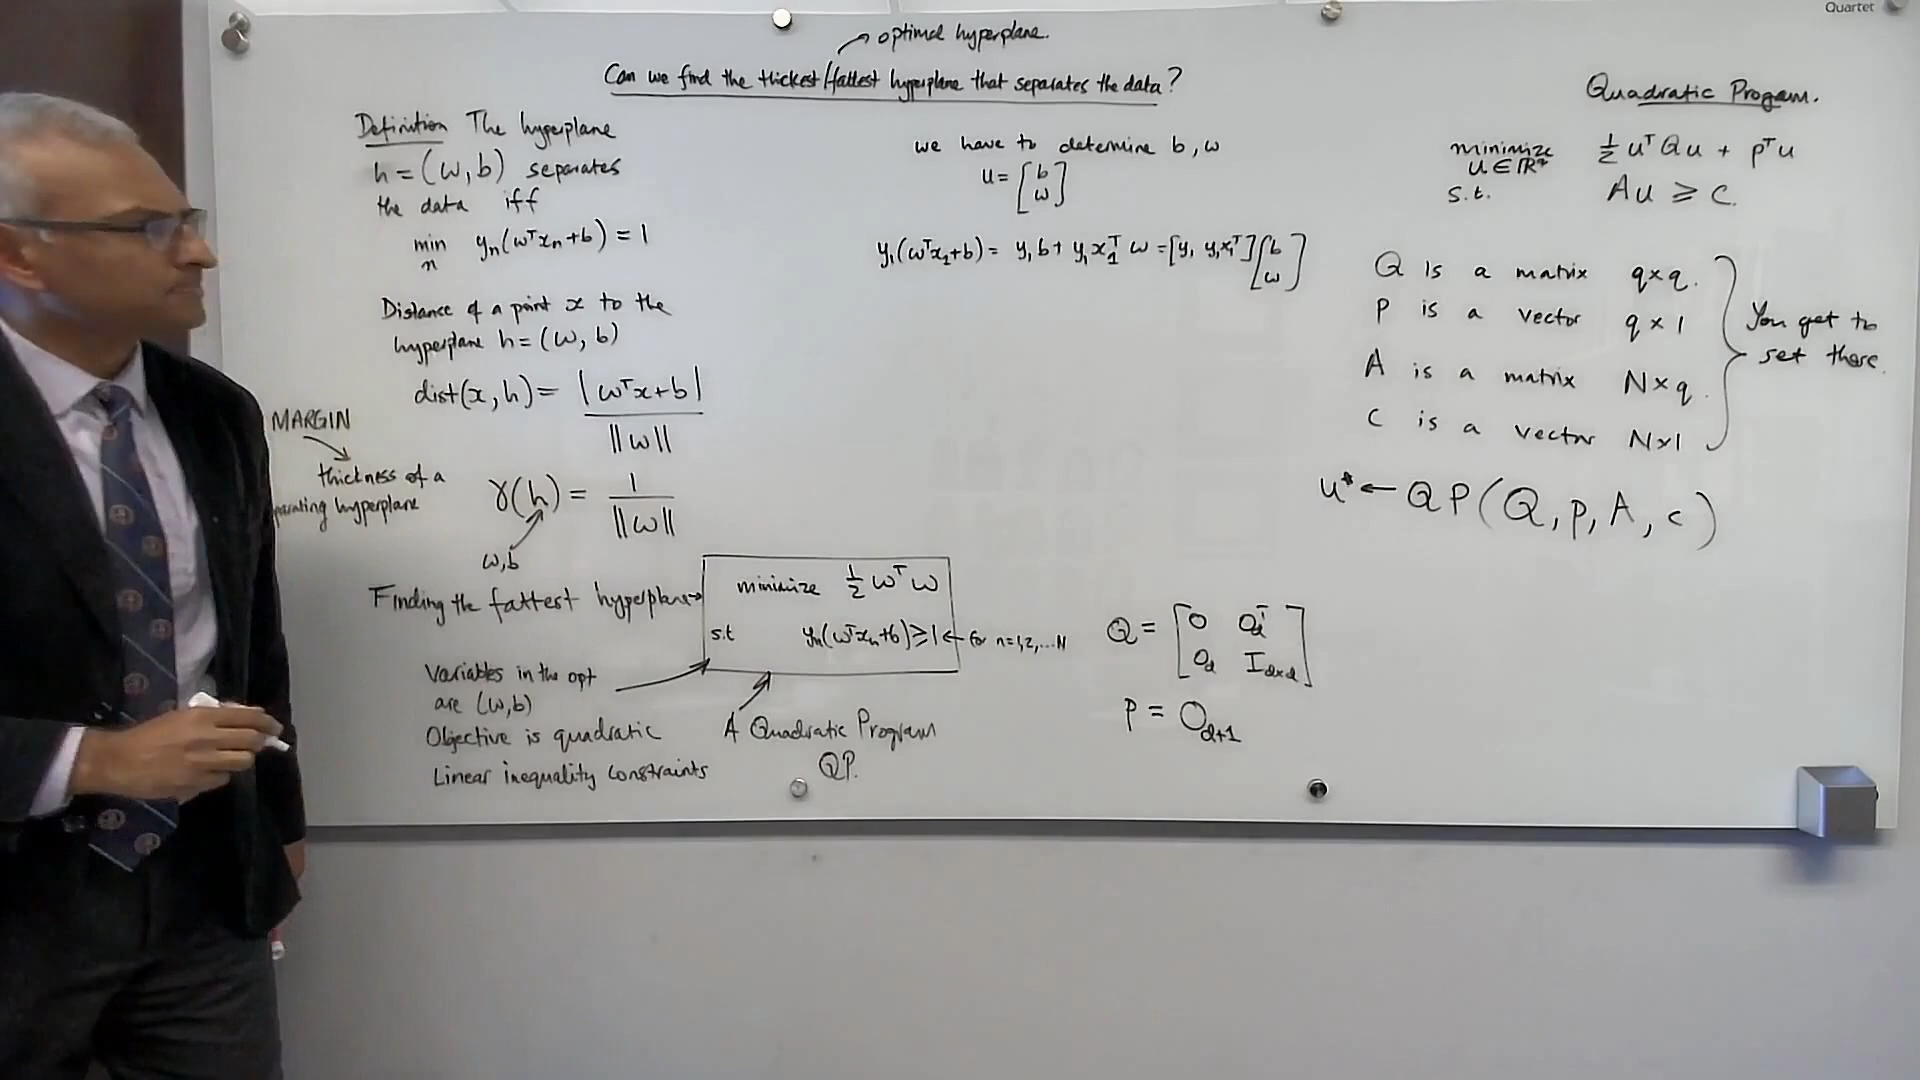 Quartet
optimal hyperplane.
Can we find the thickest/fattest hyperplane that separates the data?
Definition The hyperplane
h = (w, b) separates
the data iff
min yₙ(wᵀxₙ+b) = 1
n
Distance of a point x to the
hyperplane h = (w, b)
dist(x, h) = |wᵀx+b|
||w||
MARGIN
thickness of a
hyperplane
γ(h) = 1
||w||
w,b
Finding the fattest hyperplane→
minimize ½ wᵀw
s.t yₙ(wᵀxₙ+b) ≥ 1 ← for n=1,2,...N
Variables in the opt
are (w,b)
Objective is quadratic
Linear inequality constraints
A Quadratic Program
QP.
we have to determine b, w
u = [b
w]
y₁(wᵀx₁+b) = y₁b + y₁x₁ᵀ w = [y₁ y₁x₁ᵀ][b
w]
Q = [0 0dᵀ
0d Idxd]
P = Od+1
Quadratic Progam.
minimize ½ uᵀQu + pᵀu
u∈ℝq
s.t. Au ⩾ c.
Q is a matrix q×q.
P is a vector q×1
A is a matrix N×q.
c is a vector N×1
You get to
set these.
u* ← QP(Q, p, A, c)